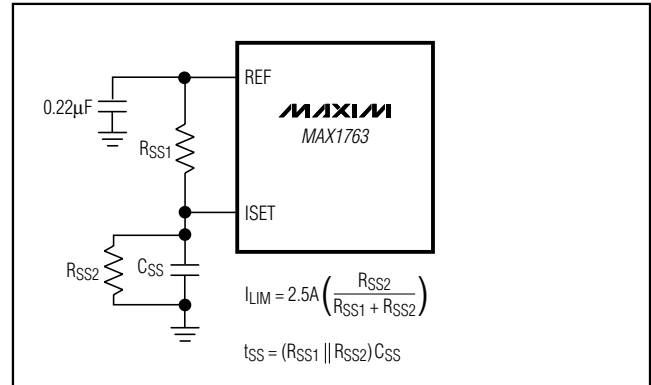 REF
0.22µF
MAXIM
MAX1763
RSS1
ISET
RSS2
CSS
ILIM = 2.5A (RSS2 / (RSS1 + RSS2))
tSS = (RSS1 || RSS2) CSS